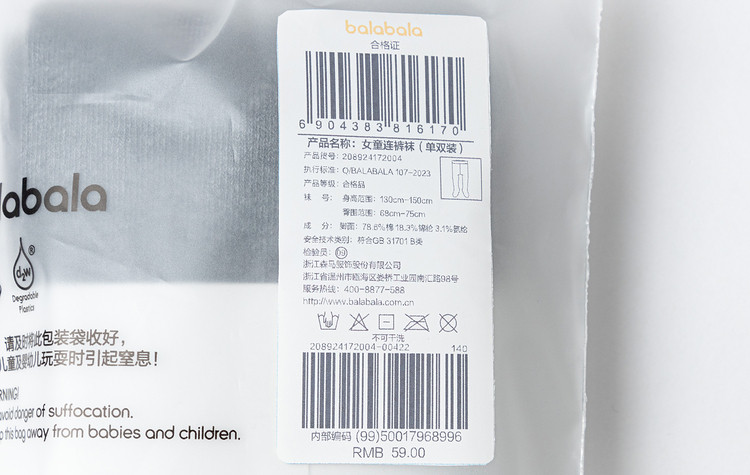 balabala
合格证
6 904383 816170
产品名称：女童连裤袜（单双装）
产品货号：208924172004
执行标准：Q/BALABALA 107-2023
产品等级：合格品
袜 号：身高范围：130cm-150cm
臀围范围：68cm-75cm
成 分：脚面：78.6%棉 18.3%锦纶 3.1%氨纶
安全技术类别：符合GB 31701 B类
检验员：
浙江森马服饰股份有限公司
浙江省温州市瓯海区娄桥工业园南汇路98号
服务热线：400-8877-588
http://www.balabala.com.cn
不可干洗
208924172004-00422 140
内部编码 (99)50017968996
RMB 59.00
labala
d2w
®
Degradable
Plastics
请及时将此包装袋收好，
儿童及婴幼儿玩耍时引起窒息！
RNING!
avoid danger of suffocation.
p this bag away from babies and children.